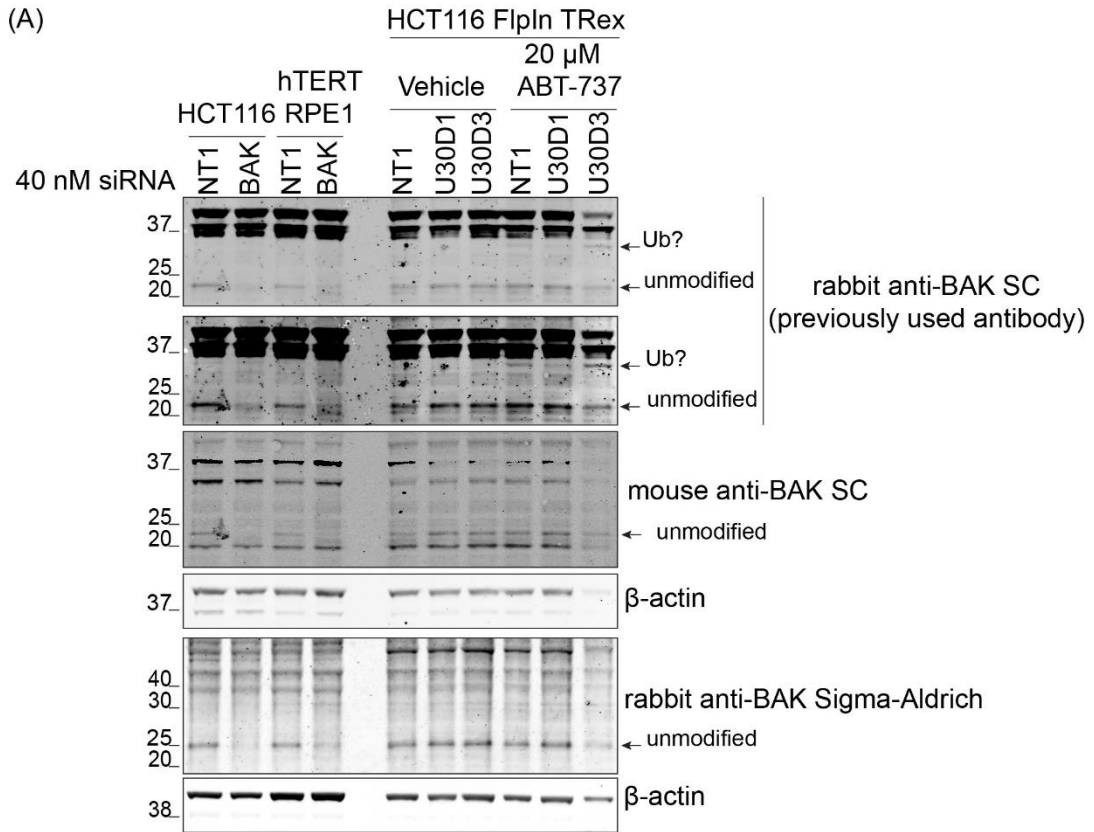 (A)
HCT116 FlpIn TRex
20 µM
hTERT Vehicle ABT-737
HCT116 RPE1
40 nM siRNA NT1 BAK NT1 BAK NT1 U30D1 U30D3 NT1 U30D1 U30D3
37
Ub?
25
20
unmodified
rabbit anti-BAK SC
(previously used antibody)
37
Ub?
25
20
unmodified
37
mouse anti-BAK SC
25
20
unmodified
37
β-actin
40
30
rabbit anti-BAK Sigma-Aldrich
25
20
unmodified
38
β-actin